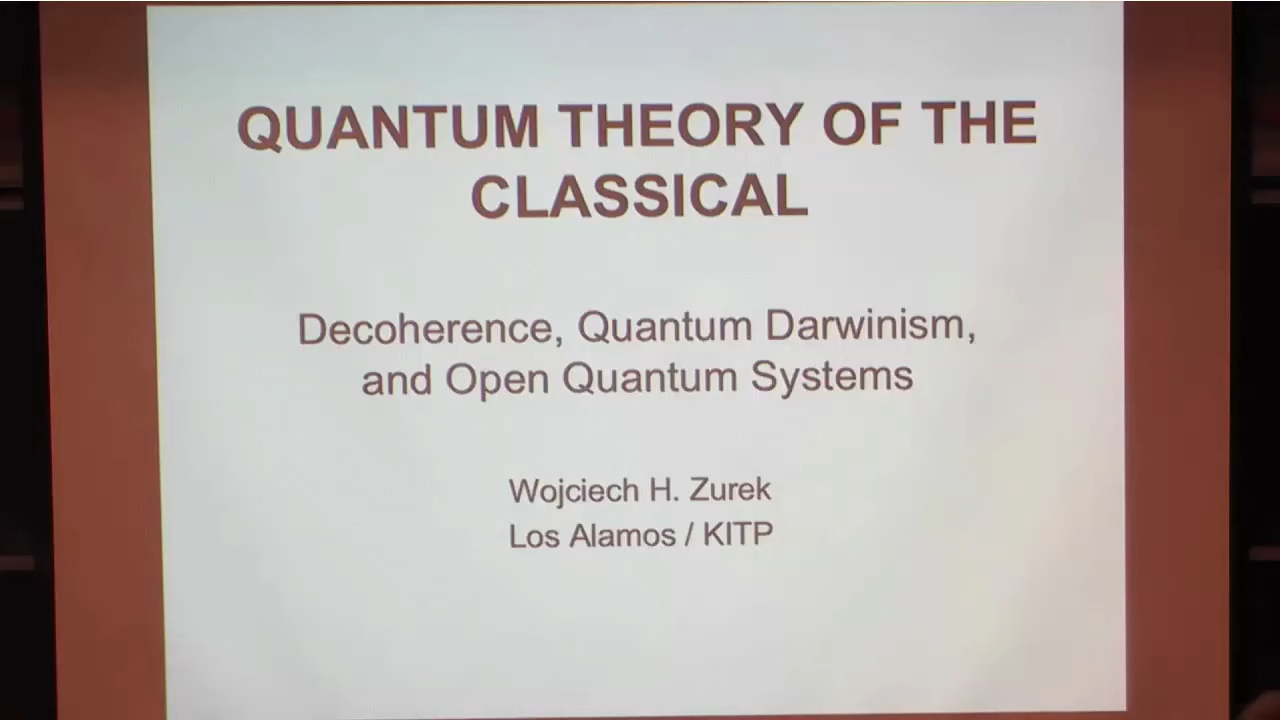 QUANTUM THEORY OF THE
CLASSICAL
Decoherence, Quantum Darwinism,
and Open Quantum Systems
Wojciech H. Zurek
Los Alamos / KITP